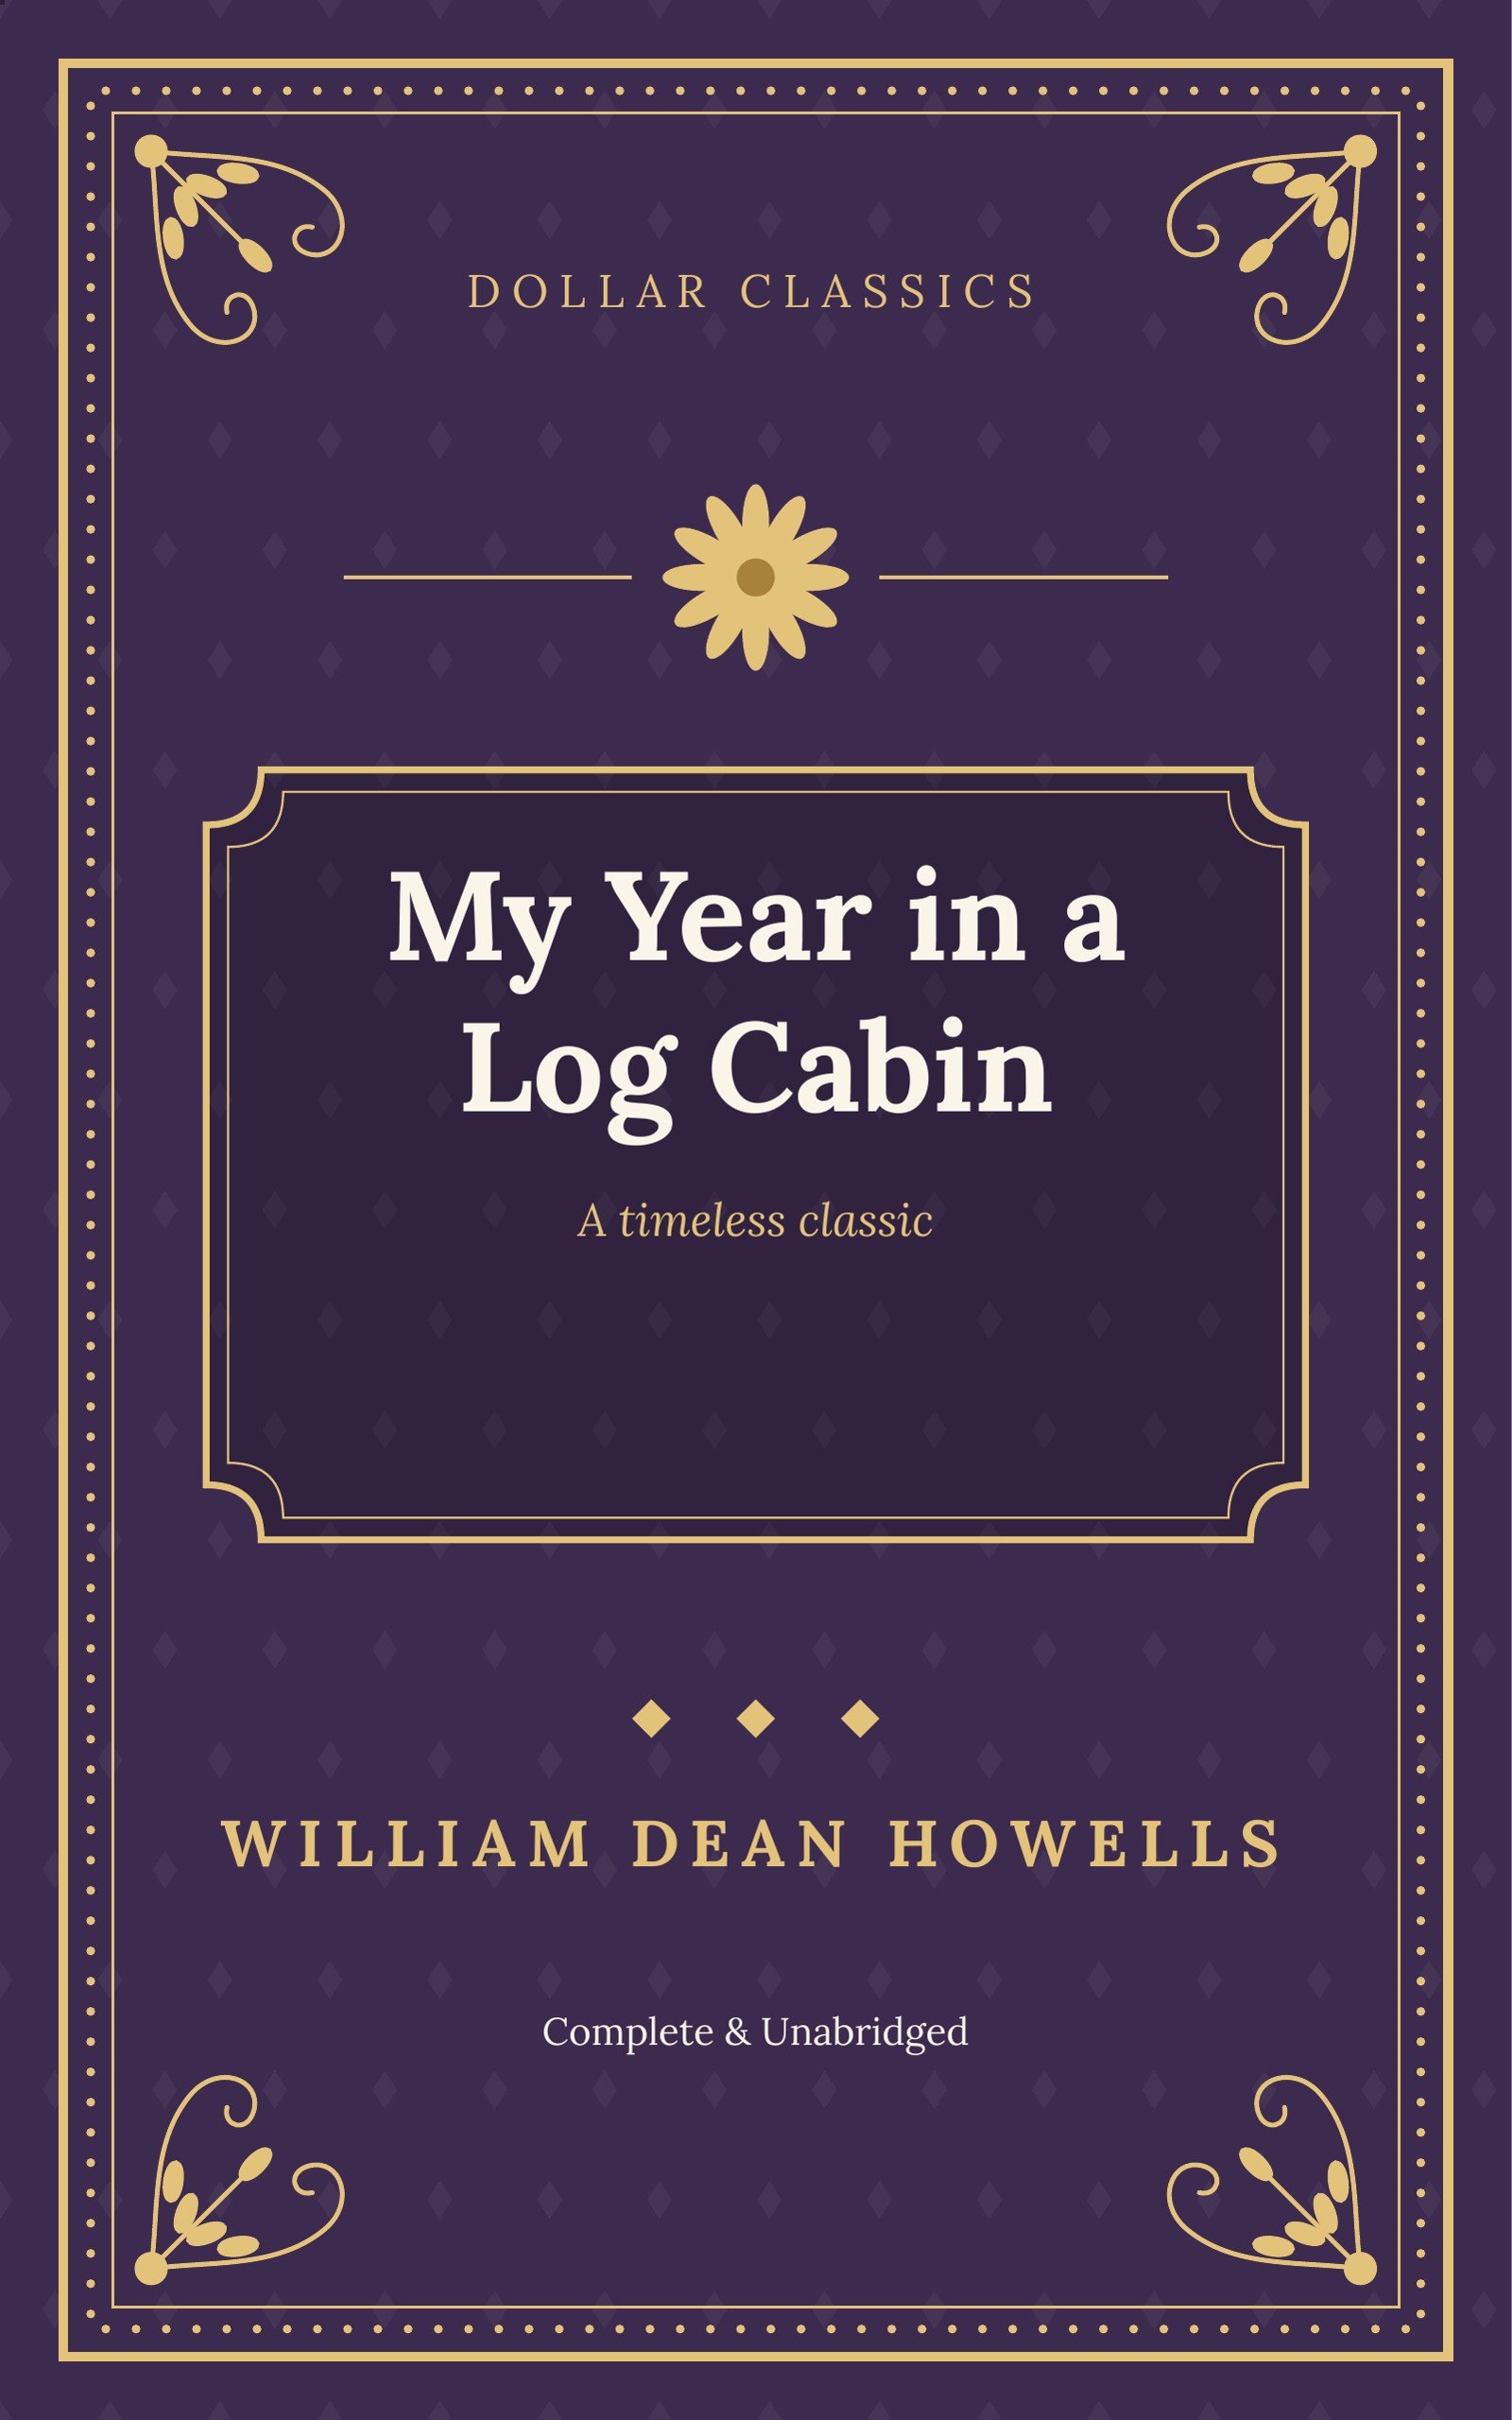 DOLLAR CLASSICS
My Year in a
Log Cabin
A timeless classic
WILLIAM DEAN HOWELLS
Complete & Unabridged